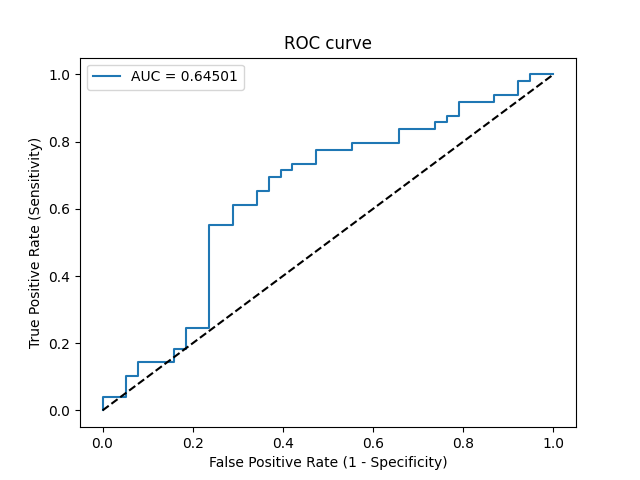 ROC curve
AUC = 0.64501
1.0
0.8
0.6
0.4
0.2
0.0
True Positive Rate (Sensitivity)
0.0 0.2 0.4 0.6 0.8 1.0
False Positive Rate (1 - Specificity)